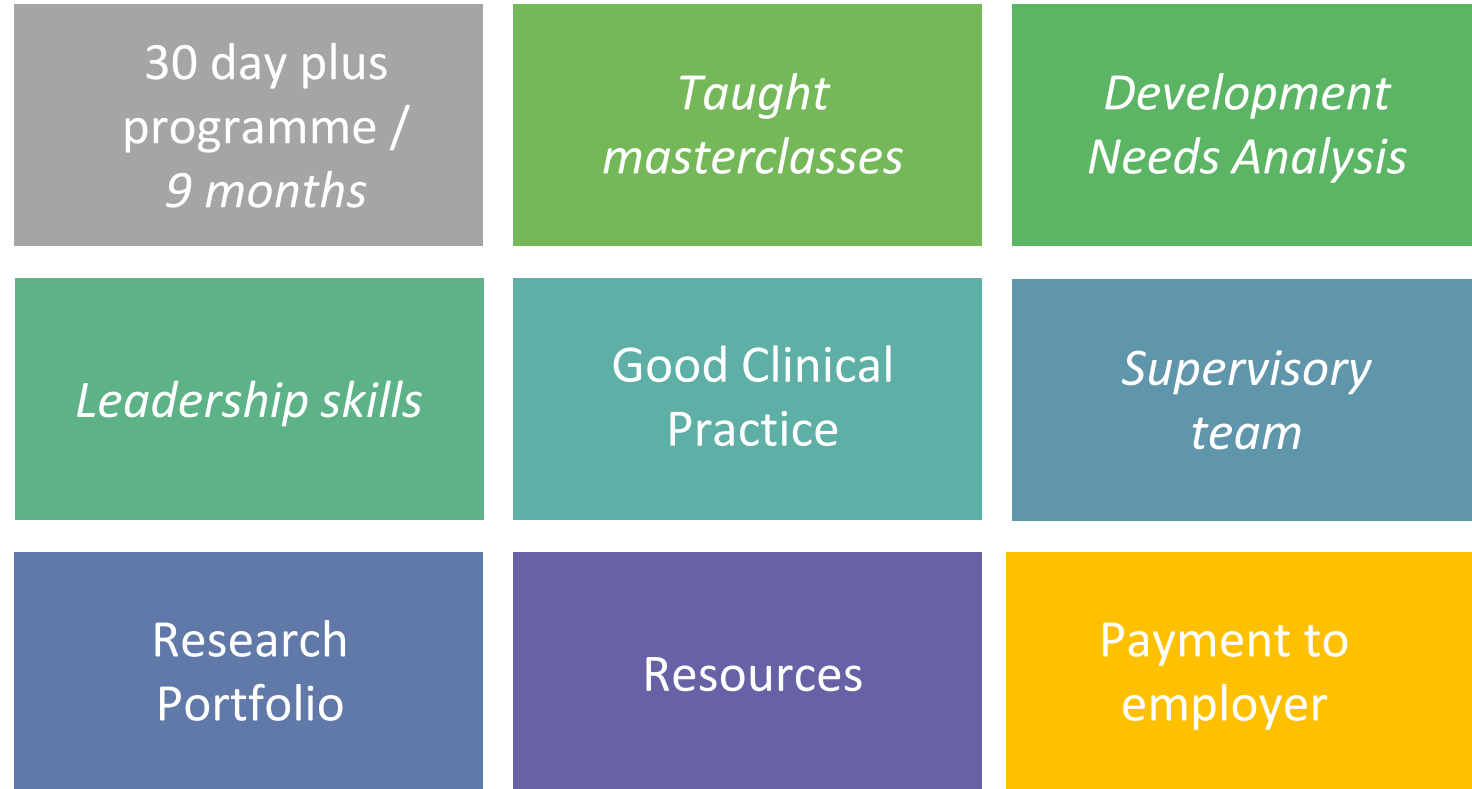 30 day plus
programme /
9 months
Taught
masterclasses
Development
Needs Analysis
Leadership skills
Good Clinical
Practice
Supervisory
team
Research
Portfolio
Resources
Payment to
employer